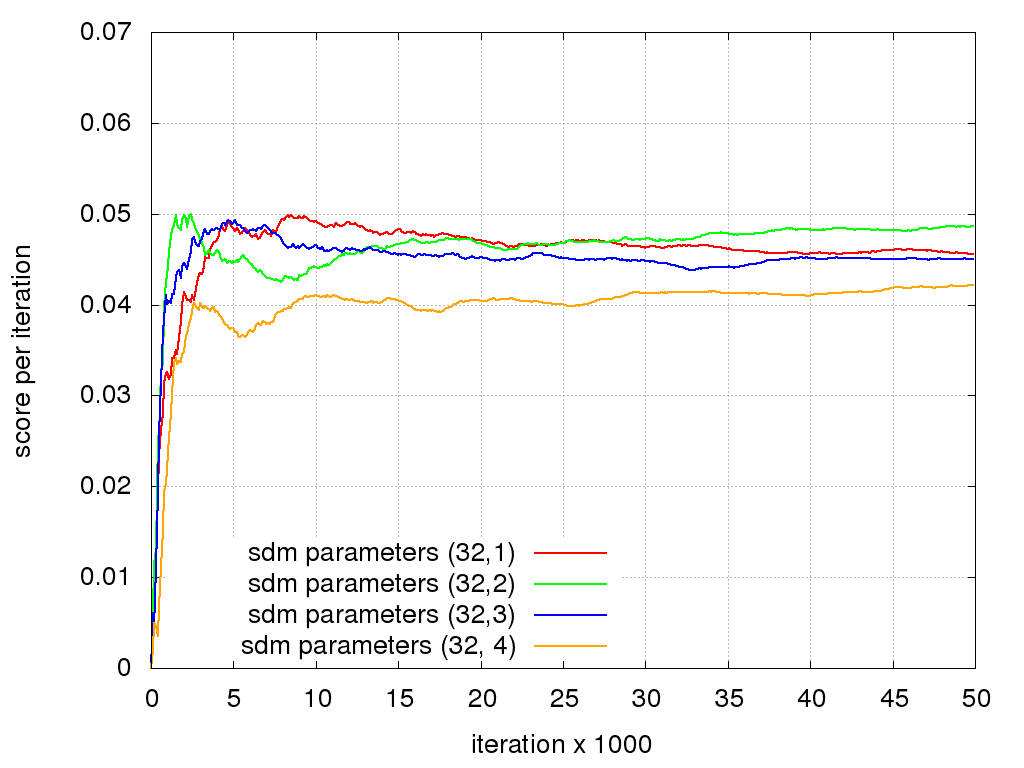 0.07
0.06
0.05
0.04
0.03
0.02
0.01
0
score per iteration
sdm parameters (32,1)
sdm parameters (32,2)
sdm parameters (32,3)
sdm parameters (32, 4)
0 5 10 15 20 25 30 35 40 45 50
iteration x 1000